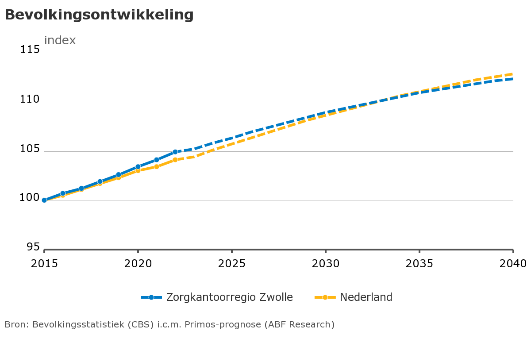 Bevolkingsontwikkeling
index
115
110
105
100
95
2015 2020 2025 2030 2035 2040
Zorgkantoorregio Zwolle Nederland
Bron: Bevolkingsstatistiek (CBS) i.c.m. Primos-prognose (ABF Research)